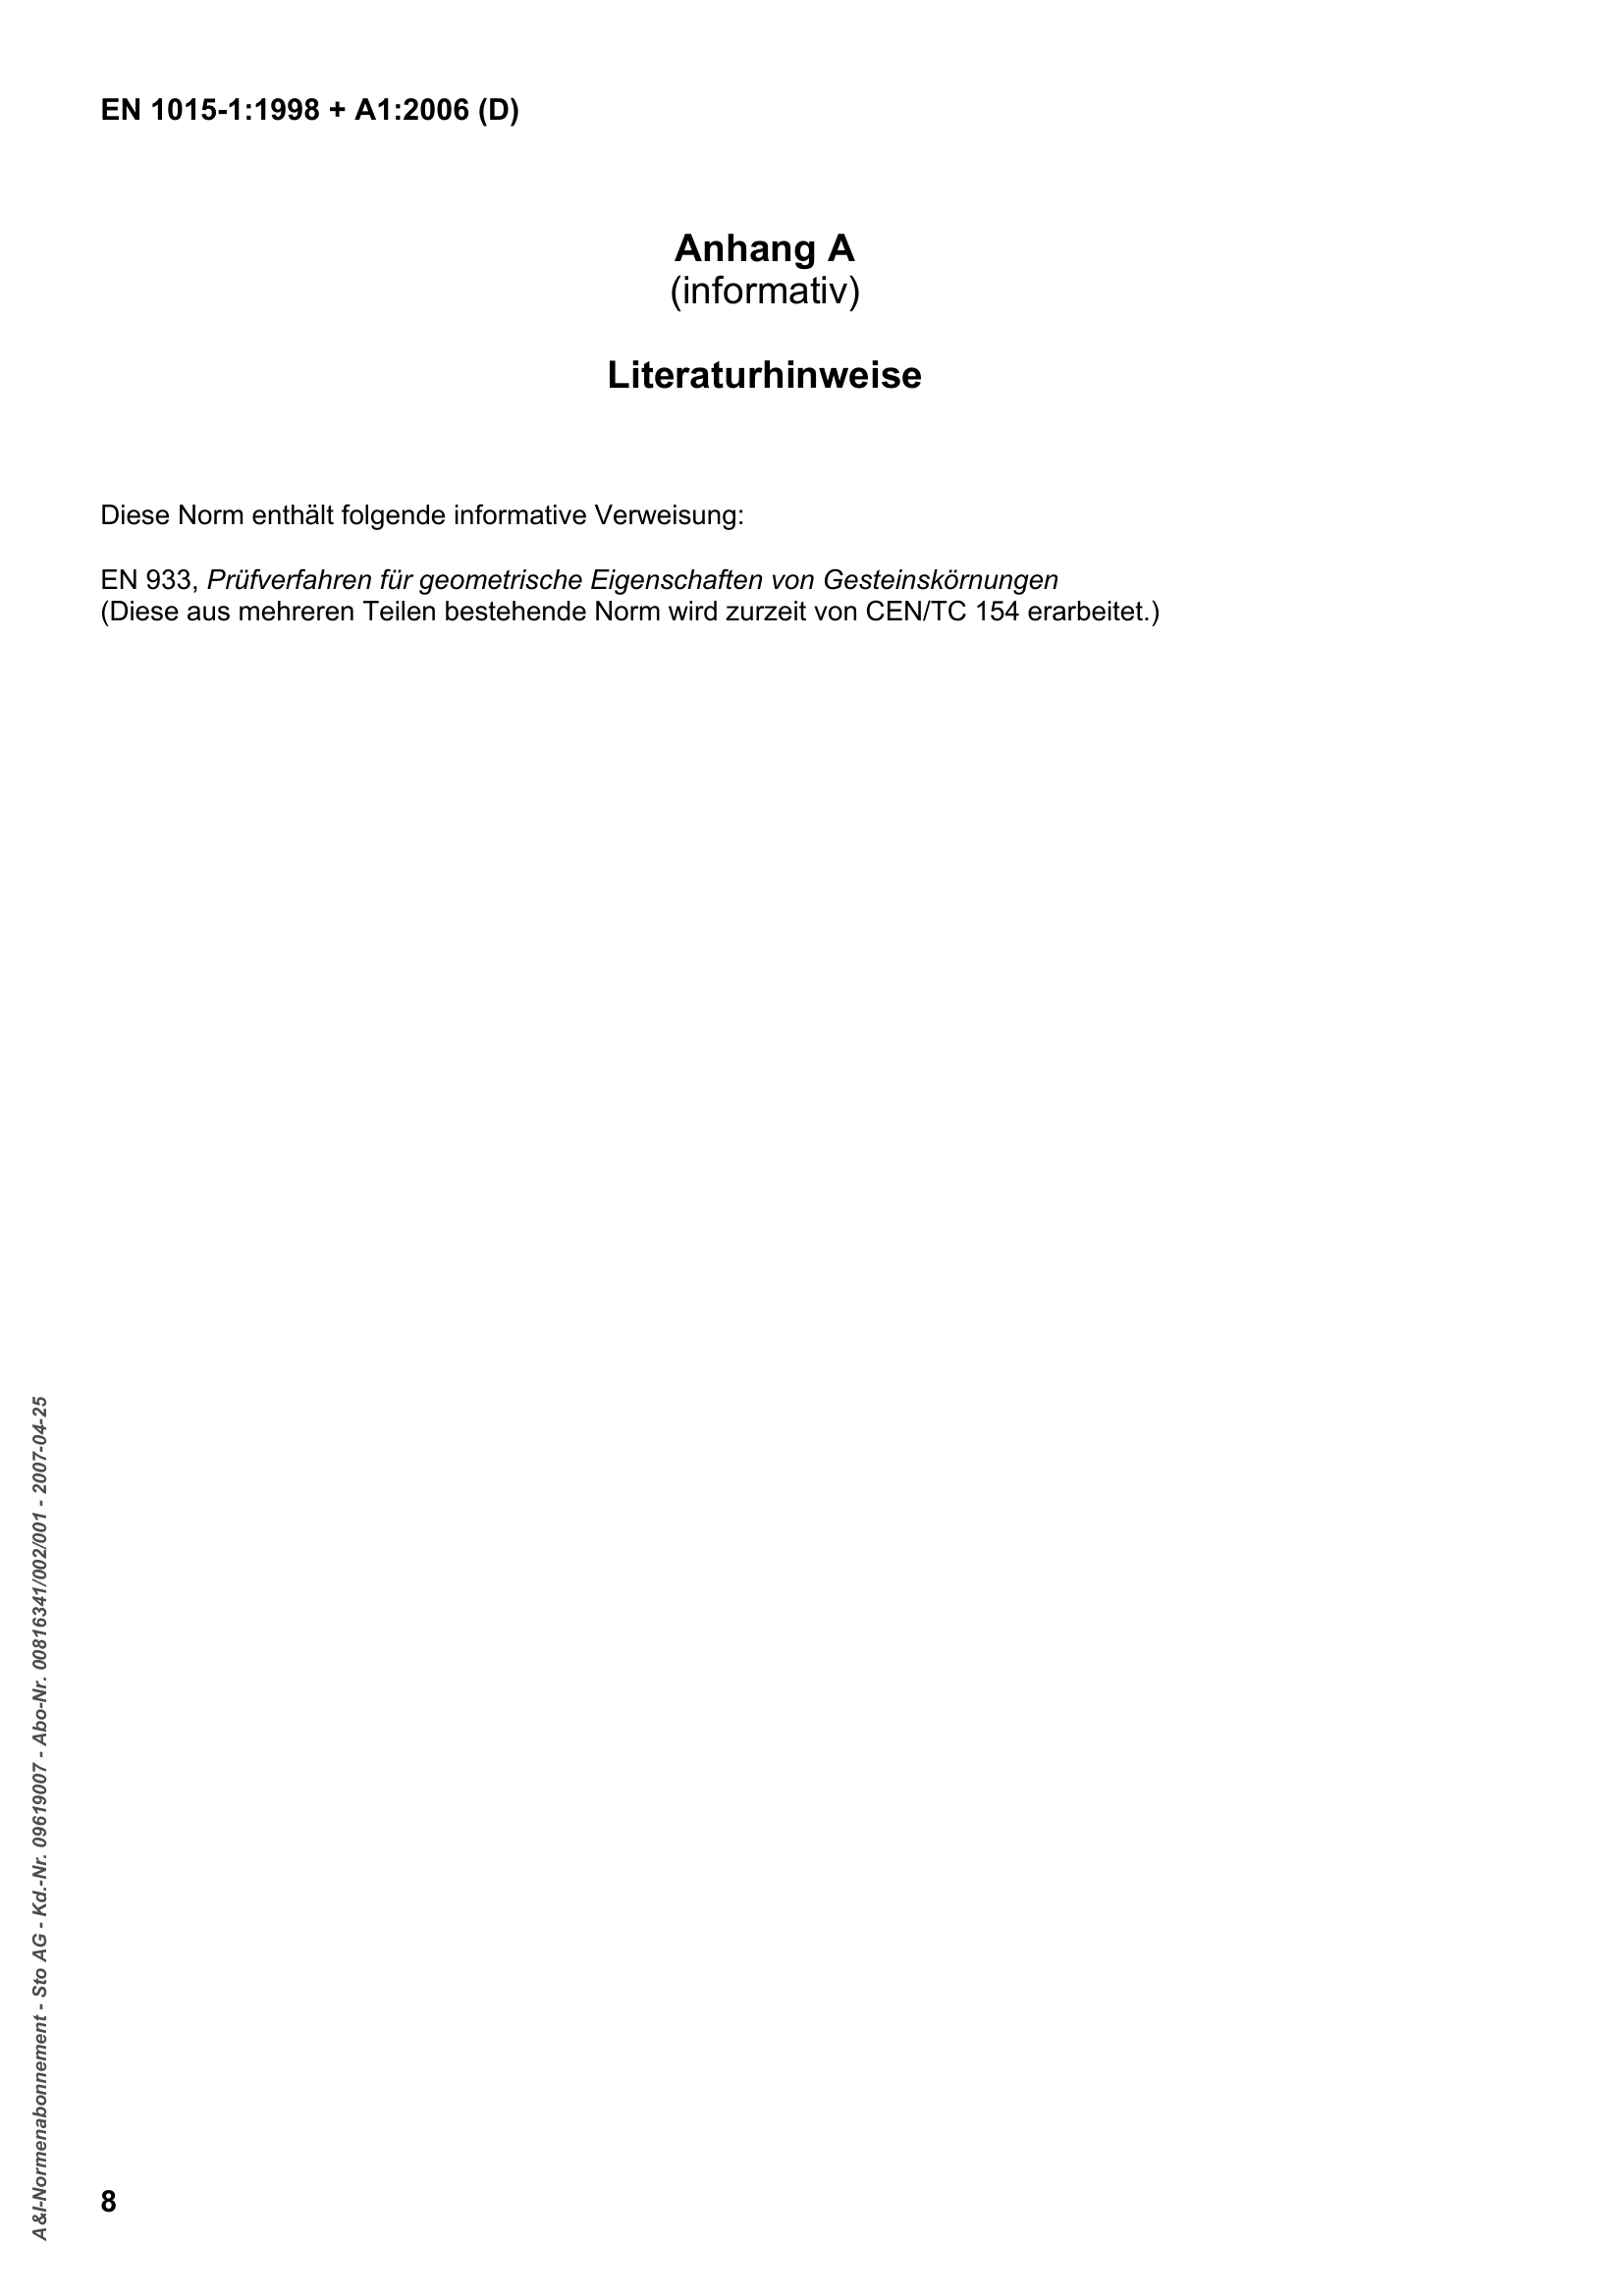 EN 1015-1:1998 + A1:2006 (D)
Anhang A
(informativ)
Literaturhinweise
Diese Norm enthält folgende informative Verweisung:
EN 933, Prüfverfahren für geometrische Eigenschaften von Gesteinskörnungen
(Diese aus mehreren Teilen bestehende Norm wird zurzeit von CEN/TC 154 erarbeitet.)
A&I-Normenabonnement - Sto AG - Kd.-Nr. 09619007 - Abo-Nr. 00816341/002/001 - 2007-04-25
8